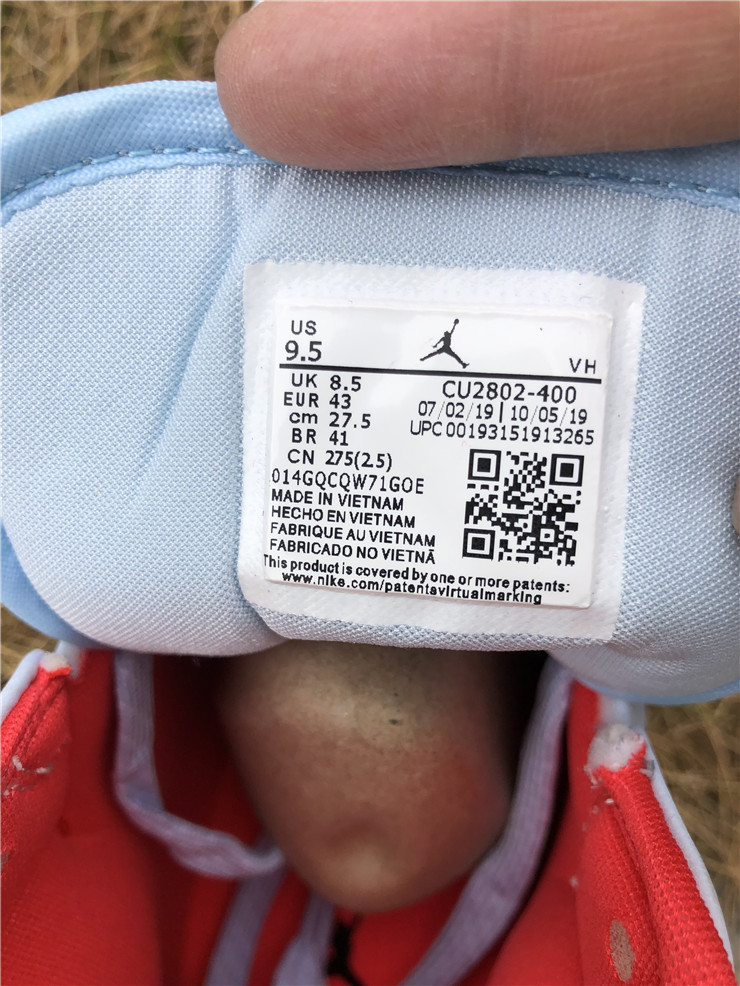 US
9.5
VH
UK 8.5
EUR 43
cm 27.5
BR 41
CN 275(2.5)
CU2802-400
07/02/19 | 10/05/19
UPC 00193151913265
014GQCQW71GOE
MADE IN VIETNAM
HECHO EN VIETNAM
FABRIQUE AU VIETNAM
FABRICADO NO VIETNÃ
This product is covered by one or more patents:
www.nike.com/patentsvirtualmarking